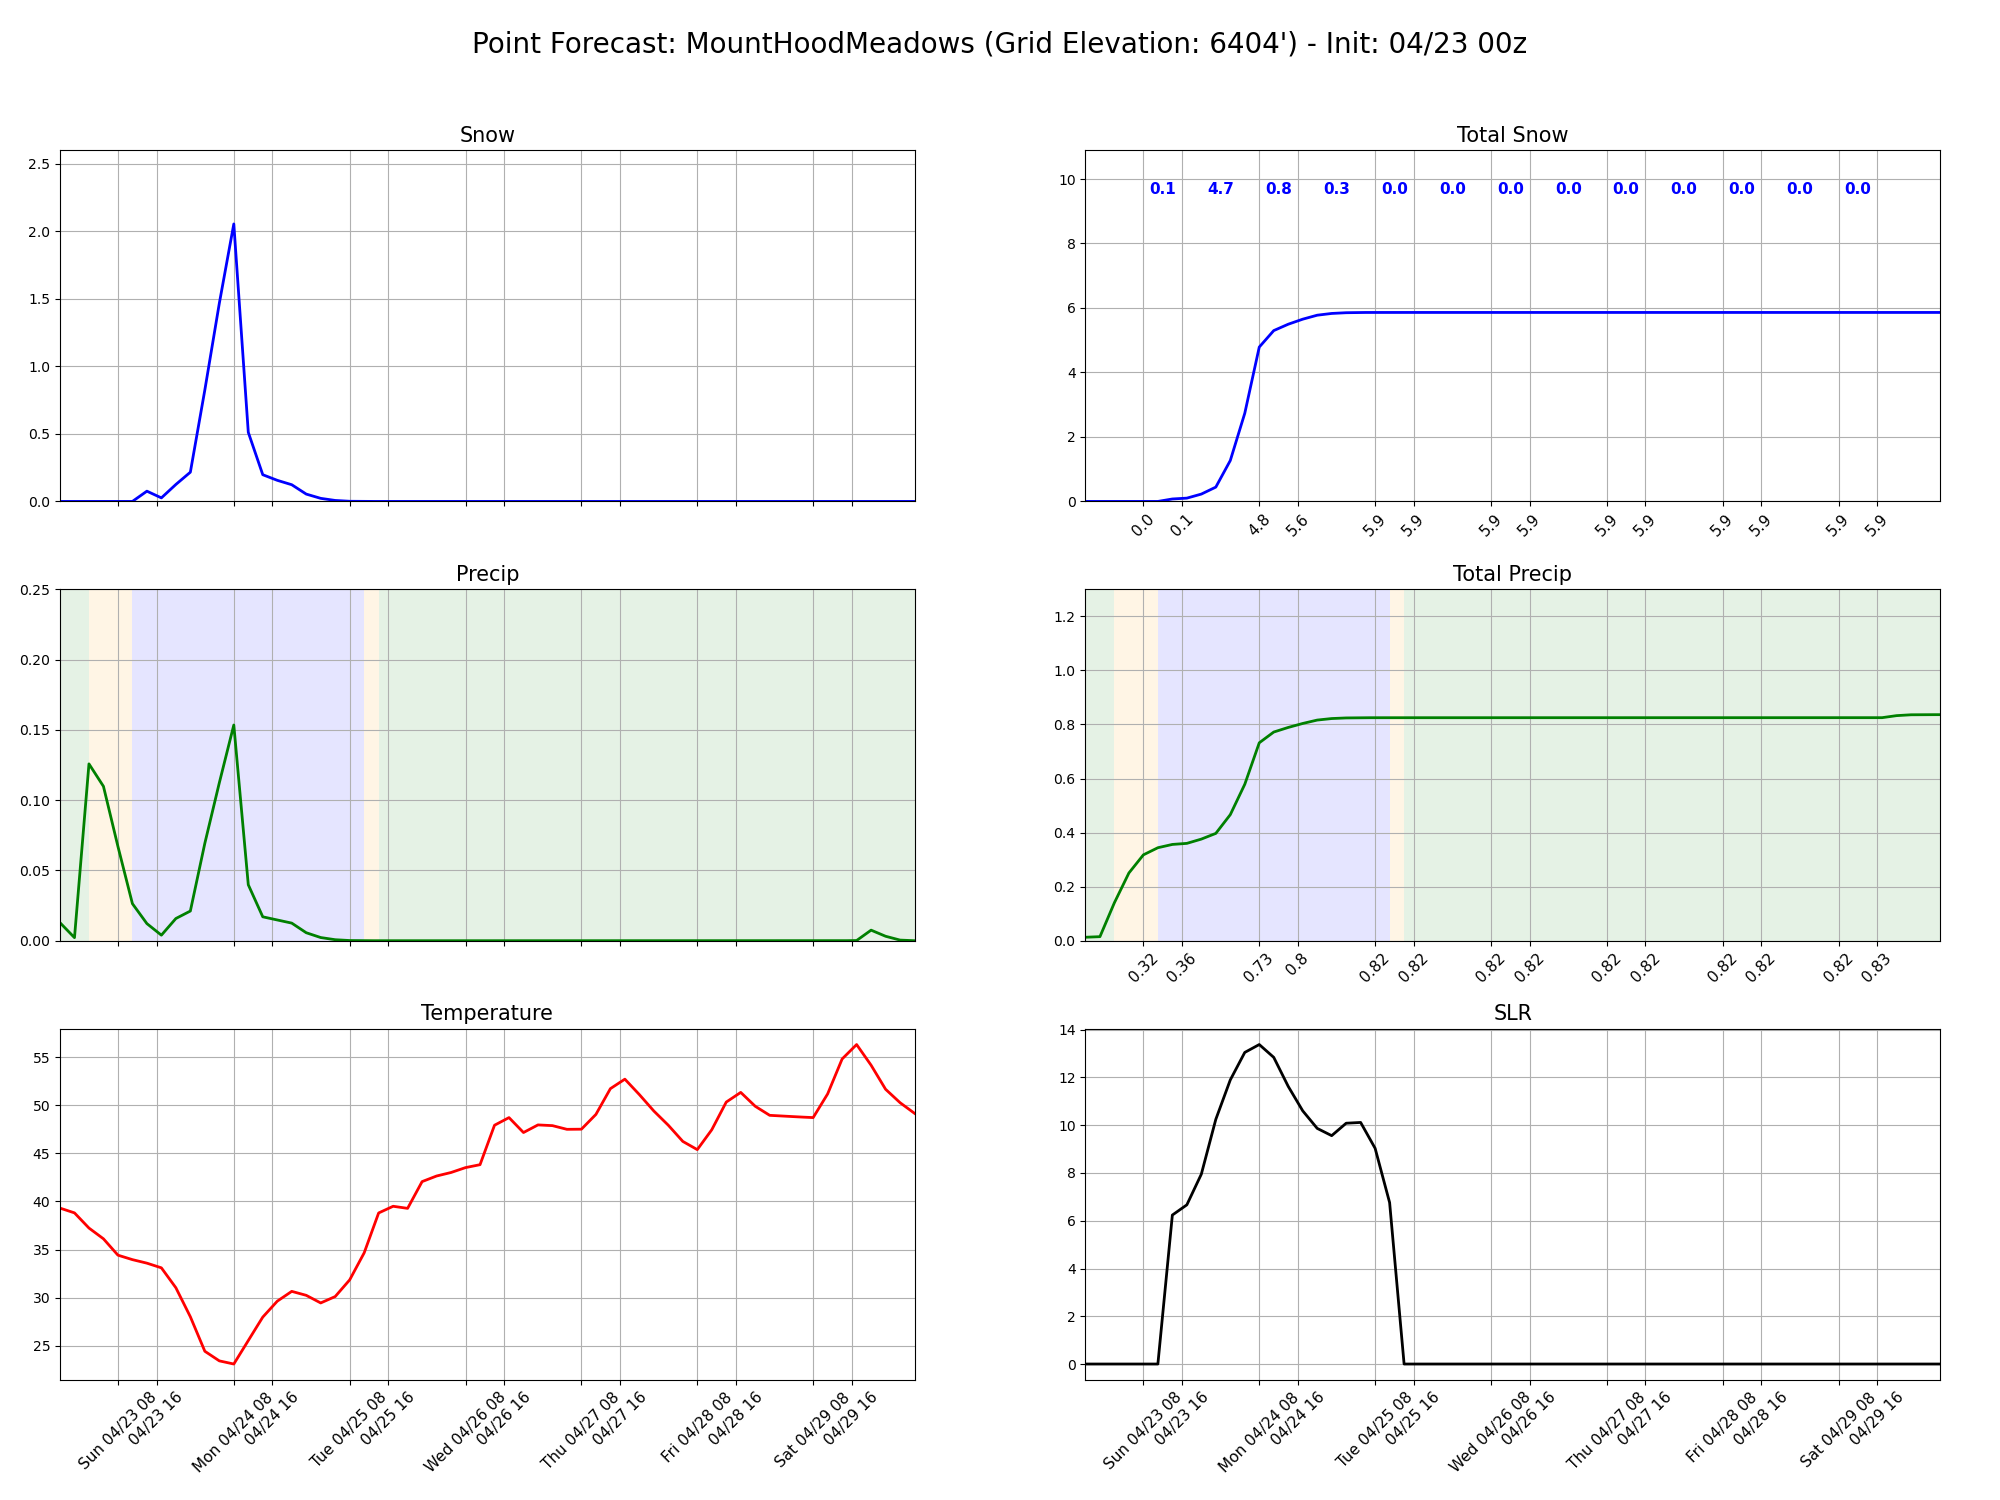 Point Forecast: MountHoodMeadows (Grid Elevation: 6404') - Init: 04/23 00z
Snow
2.5
2.0
1.5
1.0
0.5
0.0
Total Snow
10
8
6
4
2
0
0.1 4.7 0.8 0.3 0.0 0.0 0.0 0.0 0.0 0.0 0.0 0.0 0.0
0.0 0.1 4.8 5.6 5.9 5.9 5.9 5.9 5.9 5.9 5.9 5.9 5.9 5.9
Precip
0.25
0.20
0.15
0.10
0.05
0.00
Total Precip
1.2
1.0
0.8
0.6
0.4
0.2
0.0
0.32 0.36 0.73 0.8 0.82 0.82 0.82 0.82 0.82 0.82 0.82 0.82 0.82 0.83
Temperature
55
50
45
40
35
30
25
Sun 04/23 08
04/23 16
Mon 04/24 08
04/24 16
Tue 04/25 08
04/25 16
Wed 04/26 08
04/26 16
Thu 04/27 08
04/27 16
Fri 04/28 08
04/28 16
Sat 04/29 08
04/29 16
SLR
14
12
10
8
6
4
2
0
Sun 04/23 08
04/23 16
Mon 04/24 08
04/24 16
Tue 04/25 08
04/25 16
Wed 04/26 08
04/26 16
Thu 04/27 08
04/27 16
Fri 04/28 08
04/28 16
Sat 04/29 08
04/29 16